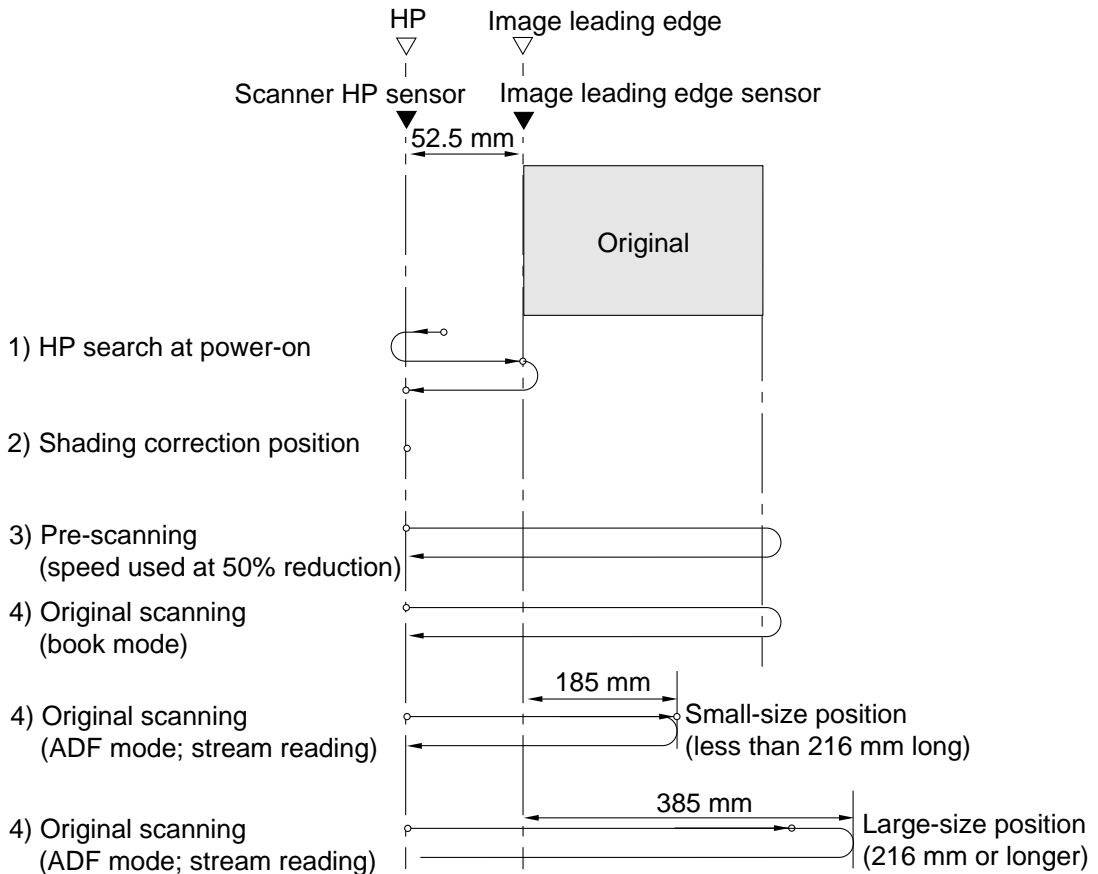 HP
Image leading edge
Scanner HP sensor
Image leading edge sensor
52.5 mm
Original
1) HP search at power-on
2) Shading correction position
3) Pre-scanning
(speed used at 50% reduction)
4) Original scanning
(book mode)
185 mm
4) Original scanning
(ADF mode; stream reading)
Small-size position
(less than 216 mm long)
385 mm
4) Original scanning
(ADF mode; stream reading)
Large-size position
(216 mm or longer)